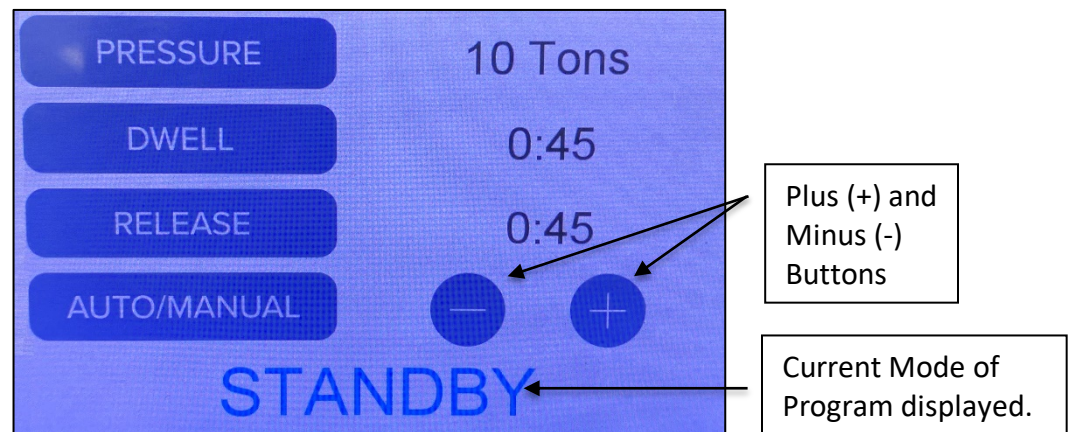 PRESSURE 10 Tons
DWELL 0:45
RELEASE 0:45
AUTO/MANUAL − +
STANDBY
Plus (+) and
Minus (-)
Buttons
Current Mode of
Program displayed.